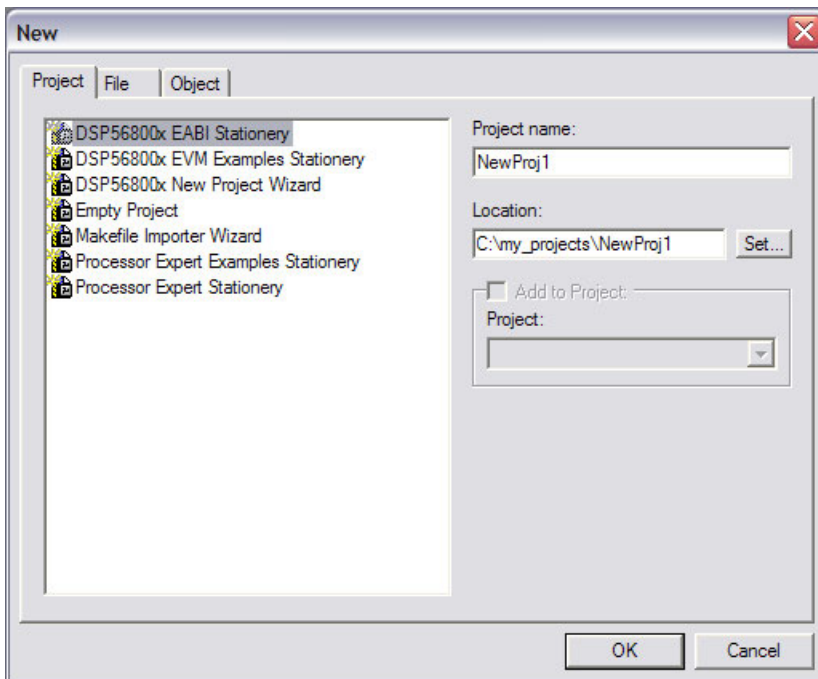 New
Project
File
Object
DSP56800x EABI Stationery
DSP56800x EVM Examples Stationery
DSP56800x New Project Wizard
Empty Project
Makefile Importer Wizard
Processor Expert Examples Stationery
Processor Expert Stationery
Project name:
NewProj1
Location:
C:\my_projects\NewProj1
Set...
Add to Project:
Project:
OK
Cancel